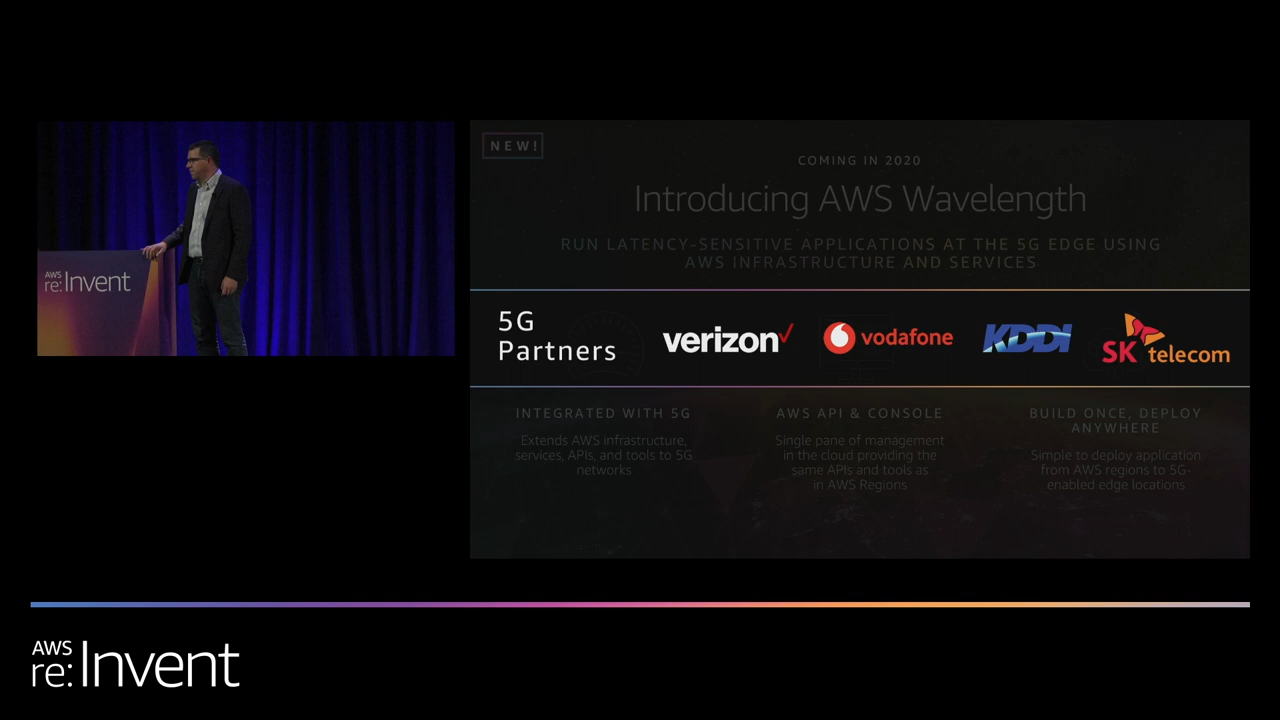 AWS
re:Invent
NEW!
COMING IN 2020
Introducing AWS Wavelength
RUN LATENCY-SENSITIVE APPLICATIONS AT THE 5G EDGE USING
AWS INFRASTRUCTURE AND SERVICES
5G
Partners
verizon
vodafone
KDDI
SK telecom
INTEGRATED WITH 5G
Extends AWS infrastructure,
services, APIs, and tools to 5G
networks
AWS API & CONSOLE
Single pane of management
in the cloud providing the
same APIs and tools as
in AWS Regions
BUILD ONCE, DEPLOY
ANYWHERE
Simple to deploy application
from AWS regions to 5G-
enabled edge locations
AWS
re:Invent